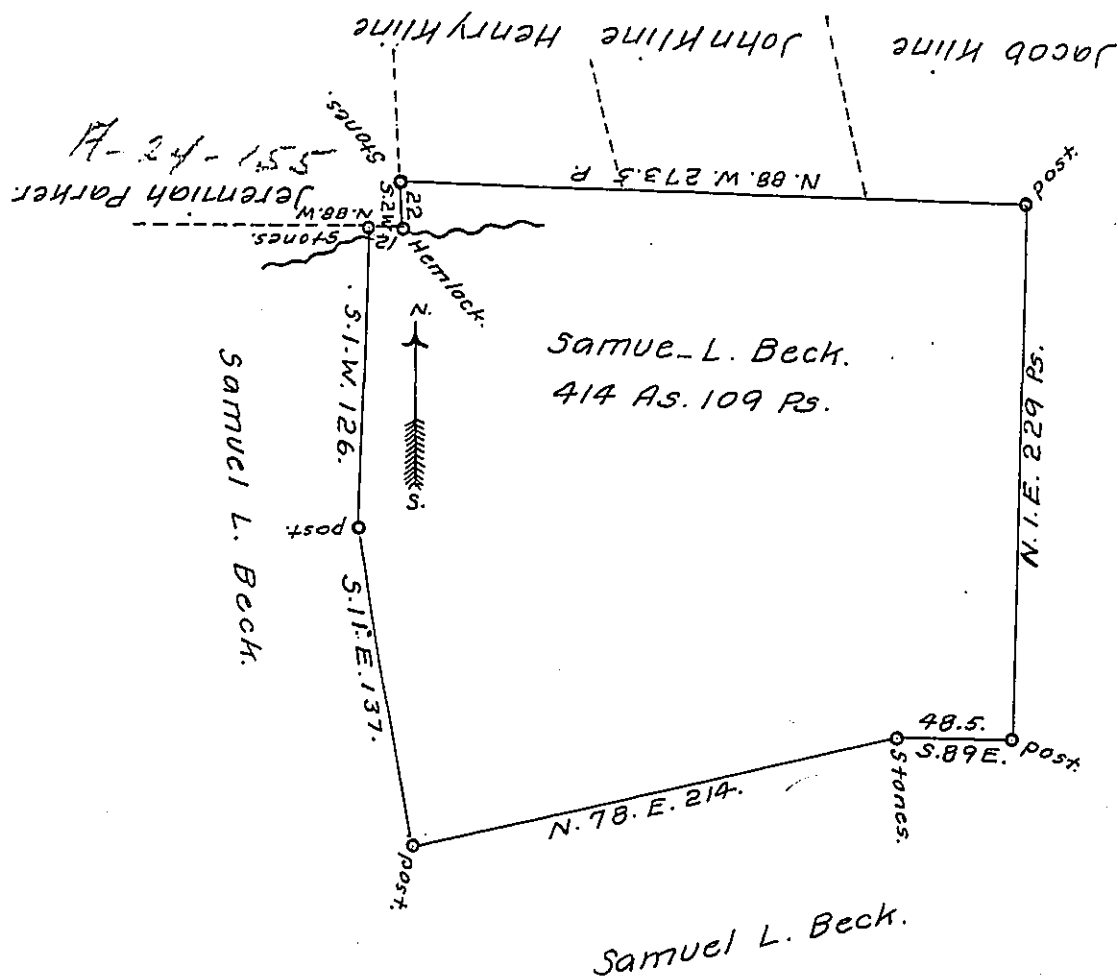 Jacob Kline
John Kline
Henry Kline
A-24-155
Jeremiah Parker.
Stones.
N. 88. W. 273.5 P.
post.
22
S.2W.
N. 88. W
12
Stones.
Hemlock.
N.
S.
S. 1. W. 126.
Samuel L. Beck.
Samue_ L. Beck.
414 As. 109 Ps.
N. 1. E. 229 Ps.
post.
S. 11°. E. 137.
48.5.
S. 89 E.
post.
Stones.
N. 78. E. 214.
post.
Samuel L. Beck.